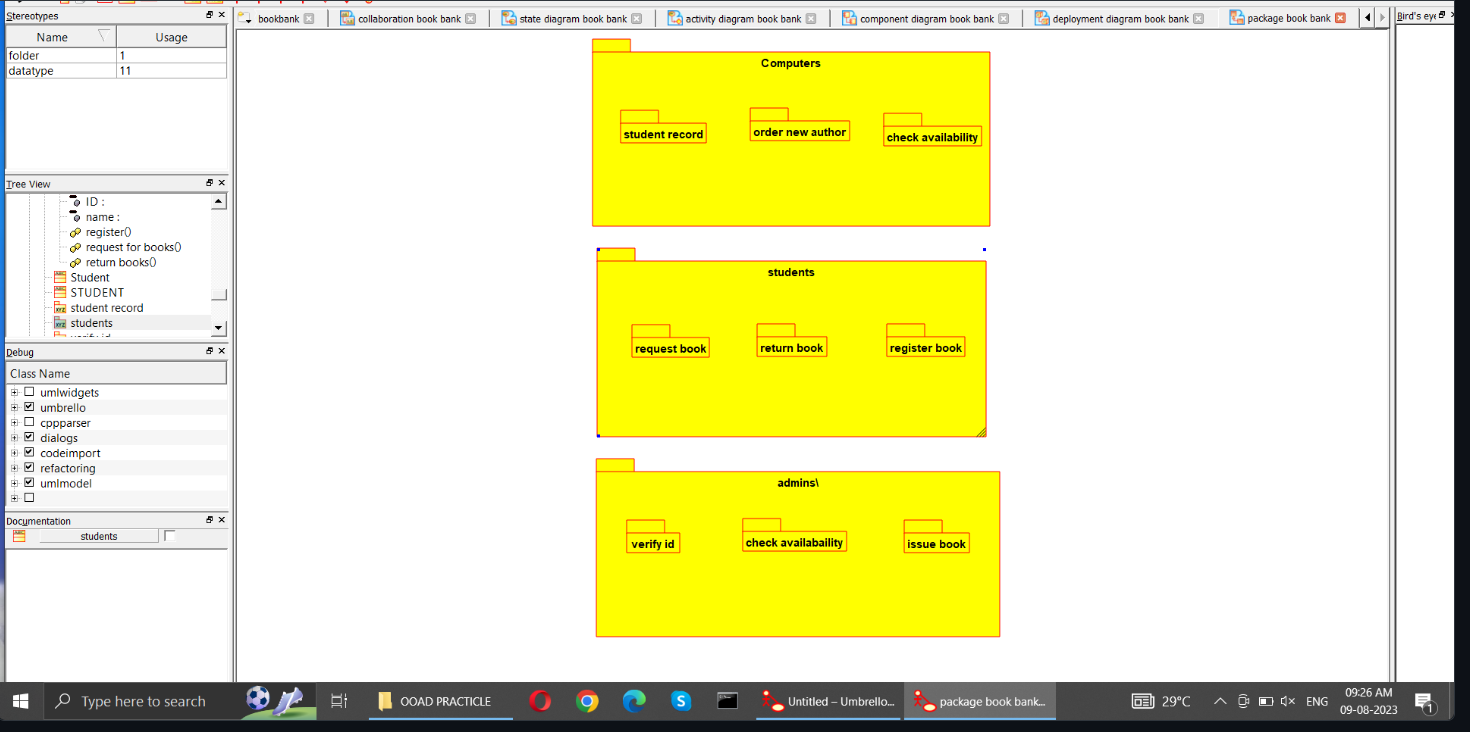 Stereotypes
Name Usage
folder 1
datatype 11
Tree View
ID :
name :
register()
request for books()
return books()
Student
STUDENT
student record
students
verify id
Debug
Class Name
umlwidgets
umbrello
cppparser
dialogs
codeimport
refactoring
umlmodel
Documentation
students
bookbank
collaboration book bank
state diagram book bank
activity diagram book bank
component diagram book bank
deployment diagram book bank
package book bank
Bird's eye
Computers
student record
order new author
check availability
students
request book
return book
register book
admins\
verify id
check availabaility
issue book
Type here to search
OOAD PRACTICLE
Untitled – Umbrello...
package book bank...
29°C
ENG
09:26 AM
09-08-2023
1